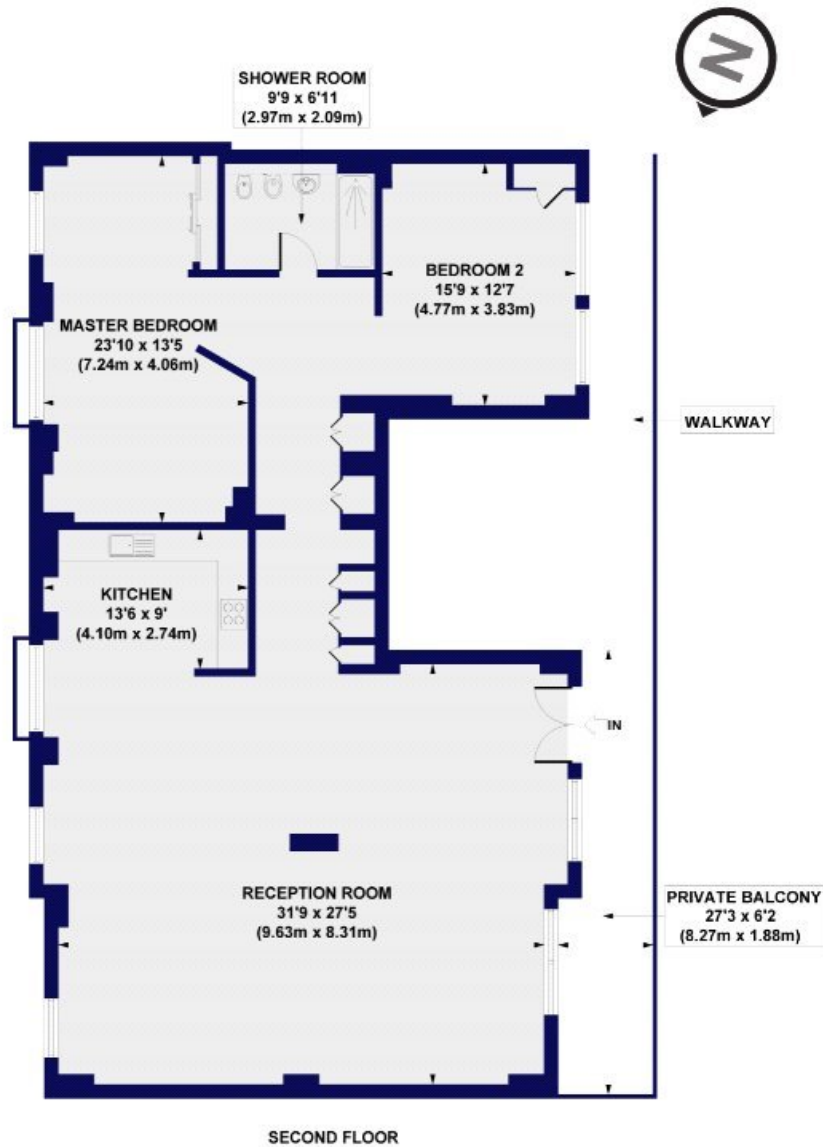 N
SHOWER ROOM
9'9 x 6'11
(2.97m x 2.09m)
BEDROOM 2
15'9 x 12'7
(4.77m x 3.83m)
MASTER BEDROOM
23'10 x 13'5
(7.24m x 4.06m)
WALKWAY
KITCHEN
13'6 x 9'
(4.10m x 2.74m)
IN
RECEPTION ROOM
31'9 x 27'5
(9.63m x 8.31m)
PRIVATE BALCONY
27'3 x 6'2
(8.27m x 1.88m)
SECOND FLOOR